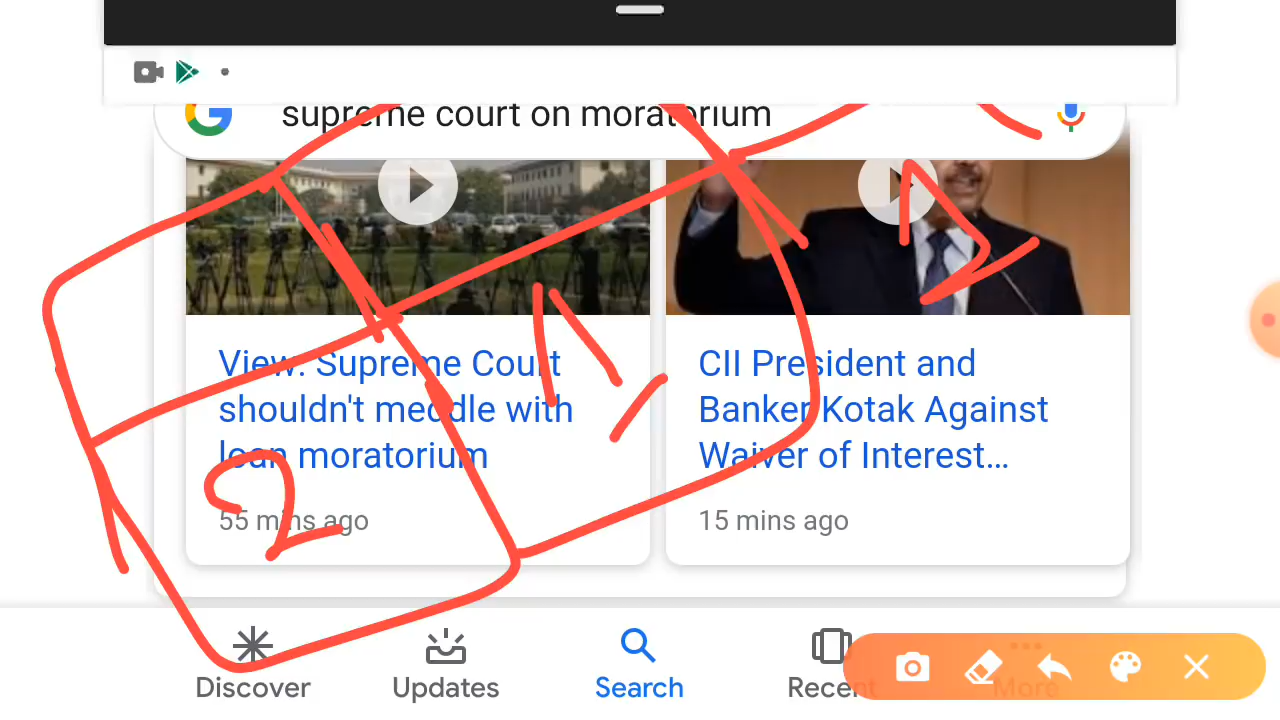 supreme court on moratorium
View: Supreme Court
shouldn't meddle with
loan moratorium
55 mins ago
CII President and
Banker Kotak Against
Waiver of Interest...
15 mins ago
2
Discover
Updates
Search
Recent
More